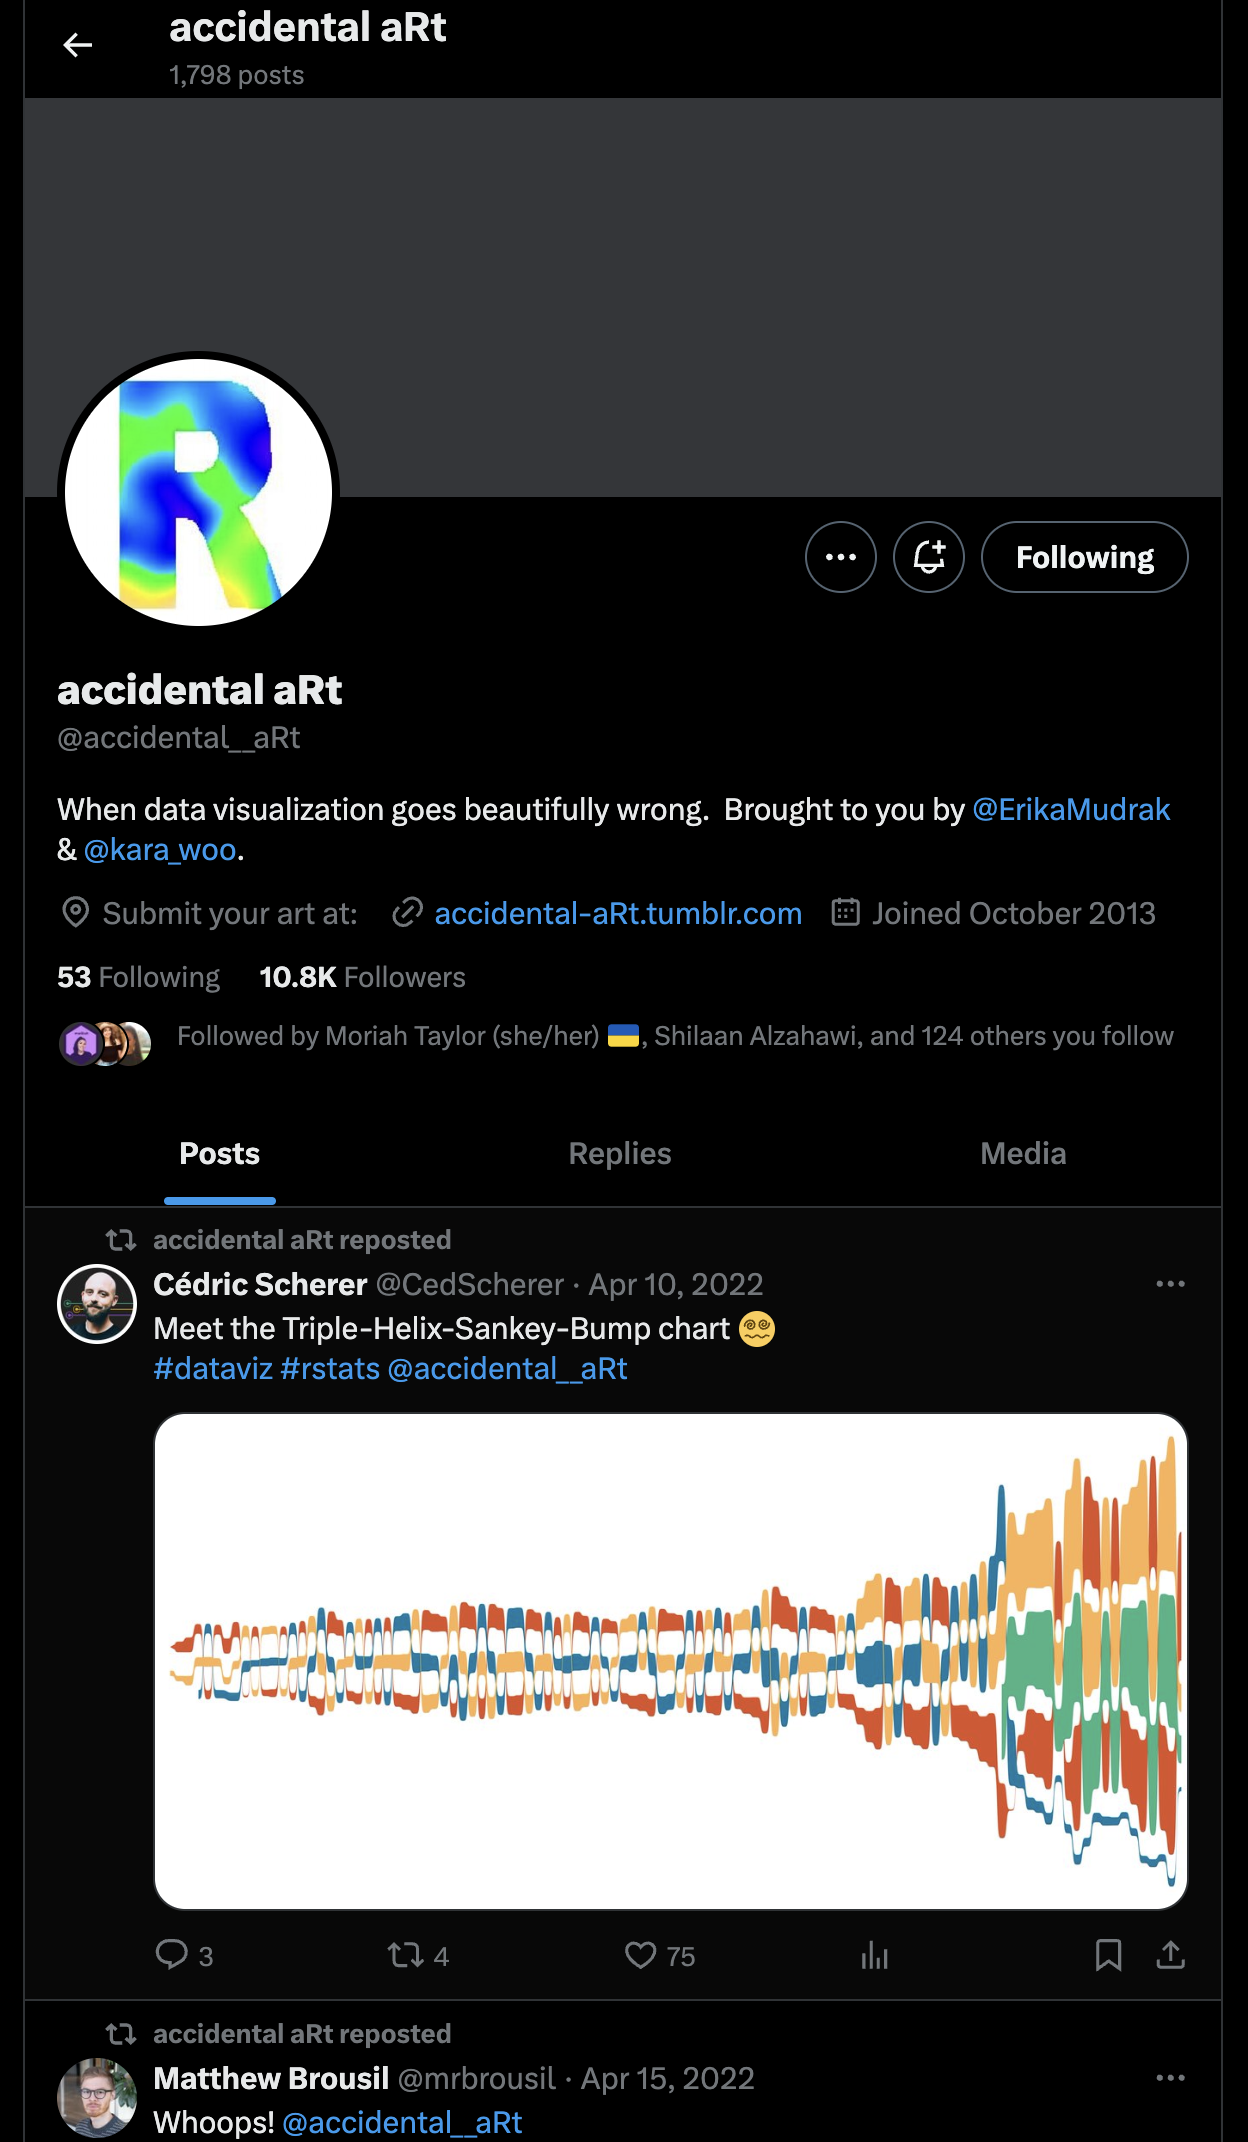 accidental aRt
1,798 posts
R
Following
accidental aRt
@accidental__aRt
When data visualization goes beautifully wrong.  Brought to you by @ErikaMudrak
& @kara_woo.
Submit your art at: accidental-aRt.tumblr.com Joined October 2013
53 Following 10.8K Followers
Followed by Moriah Taylor (she/her) 🇺🇦, Shilaan Alzahawi, and 124 others you follow
Posts Replies Media
accidental aRt reposted
Cédric Scherer @CedScherer · Apr 10, 2022
Meet the Triple-Helix-Sankey-Bump chart 😵‍💫
#dataviz #rstats @accidental__aRt
3 4 75
accidental aRt reposted
Matthew Brousil @mrbrousil · Apr 15, 2022
Whoops! @accidental__aRt